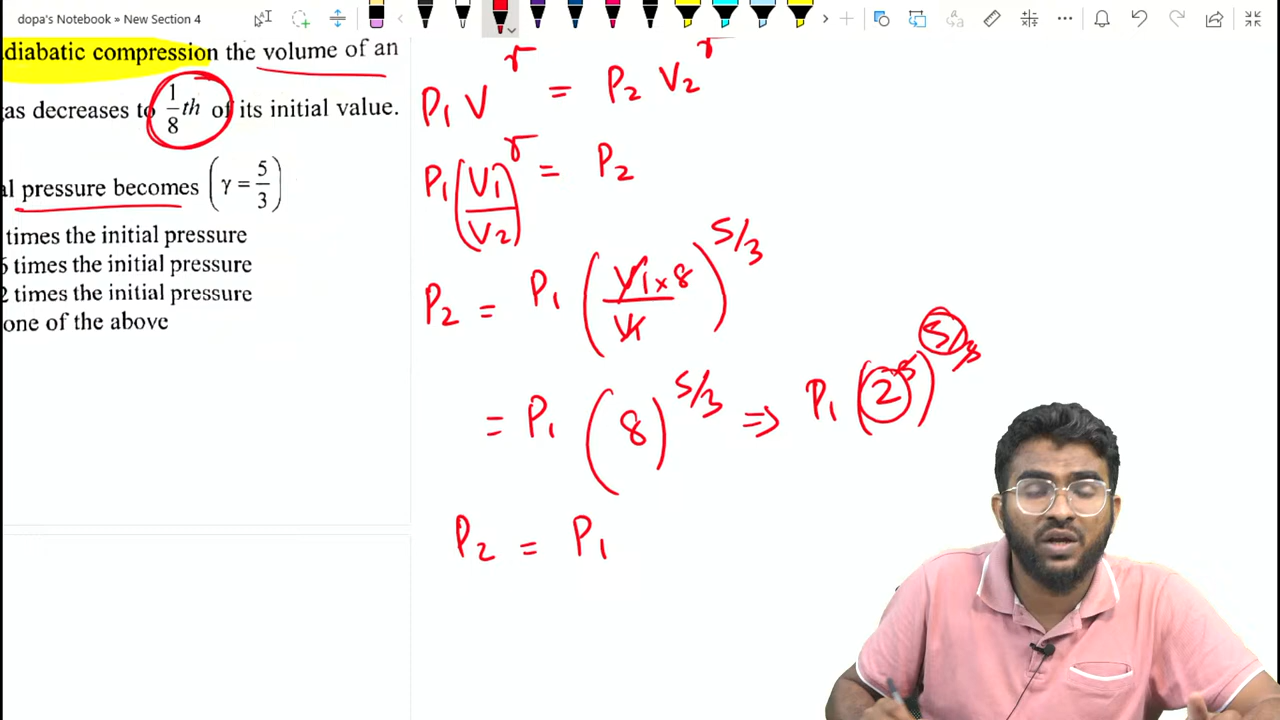 dopa's Notebook » New Section 4
diabatic compression the volume of an
as decreases to 1/8 th of its initial value.
al pressure becomes (γ = 5/3)
times the initial pressure
times the initial pressure
2 times the initial pressure
one of the above
P₁ V^γ = P₂ V₂^γ
P₁ (V₁/V₂)^γ = P₂
P₂ = P₁ (V₁ × 8 / V₁)^5/3
= P₁ (8)^5/3 ⇒ P₁ (2^3)^5/3
P₂ = P₁